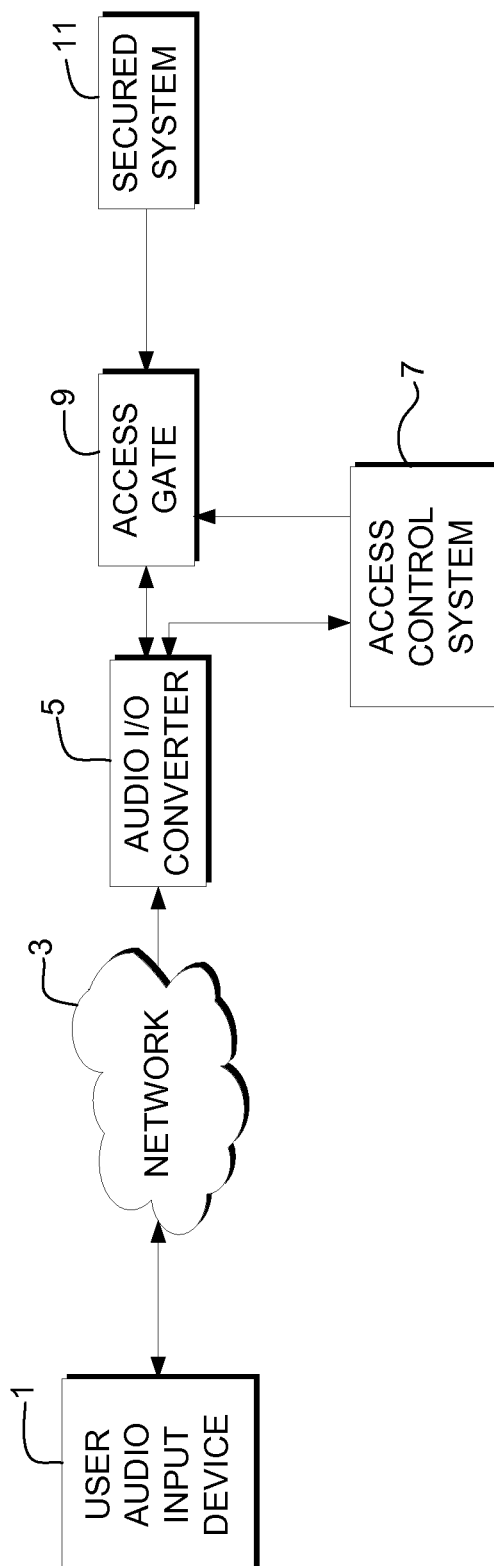 1
USER
AUDIO
INPUT
DEVICE
3
NETWORK
5
AUDIO I/O
CONVERTER
9
ACCESS
GATE
11
SECURED
SYSTEM
7
ACCESS
CONTROL
SYSTEM